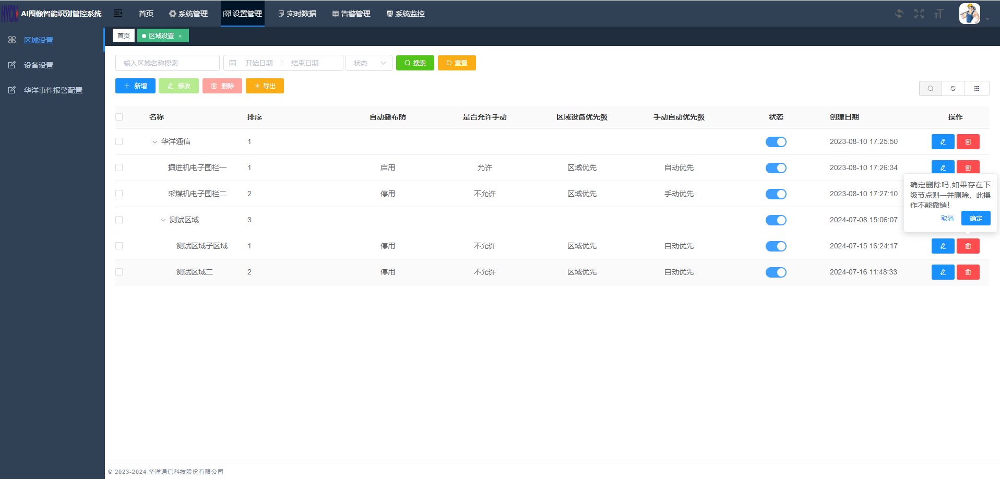 HYCM AI图像智能识别管控系统 首页 系统管理 设置管理 实时数据 告警管理 系统监控
区域设置
设备设置
华洋事件报警配置
首页 区域设置 ×
输入区域名称搜索 开始日期 : 结束日期 状态 搜索 重置
新增 修改 删除 导出
名称 排序 自动撤布防 是否允许手动 区域设备优先级 手动自动优先级 状态 创建日期 操作
华洋通信 1 2023-08-10 17:25:50
掘进机电子围栏一 1 启用 允许 区域优先 自动优先 2023-08-10 17:26:34
采煤机电子围栏二 2 停用 不允许 区域优先 手动优先 2023-08-10 17:27:10
测试区域 3 2024-07-08 15:06:07
确定删除吗,如果存在下
级节点则一并删除，此操
作不能撤销！
取消 确定
测试区域子区域 1 停用 不允许 区域优先 自动优先 2024-07-15 16:24:17
测试区域二 2 停用 不允许 区域优先 自动优先 2024-07-16 11:48:33
© 2023-2024 华洋通信科技股份有限公司